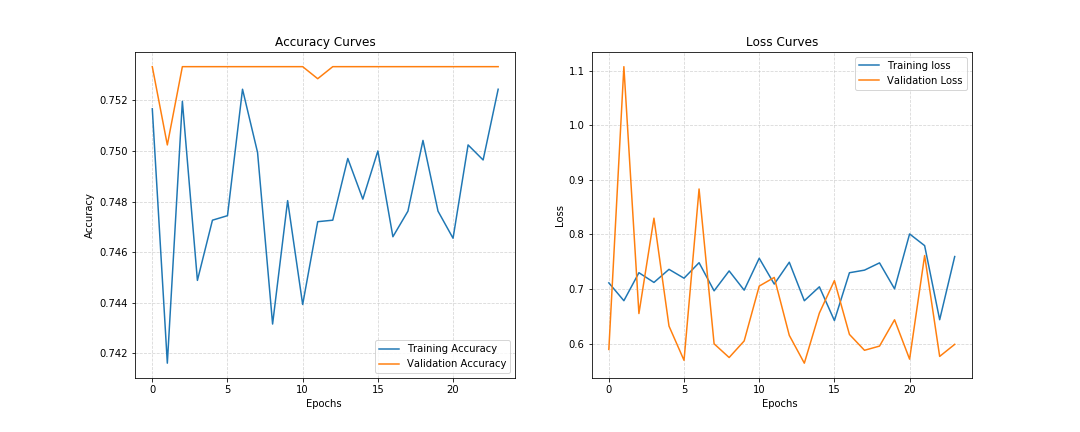 Accuracy Curves
0.752
0.750
0.748
0.746
0.744
0.742
Accuracy
Training Accuracy
Validation Accuracy
0 5 10 15 20
Epochs
Loss Curves
1.1
1.0
0.9
0.8
0.7
0.6
Loss
Training loss
Validation Loss
0 5 10 15 20
Epochs